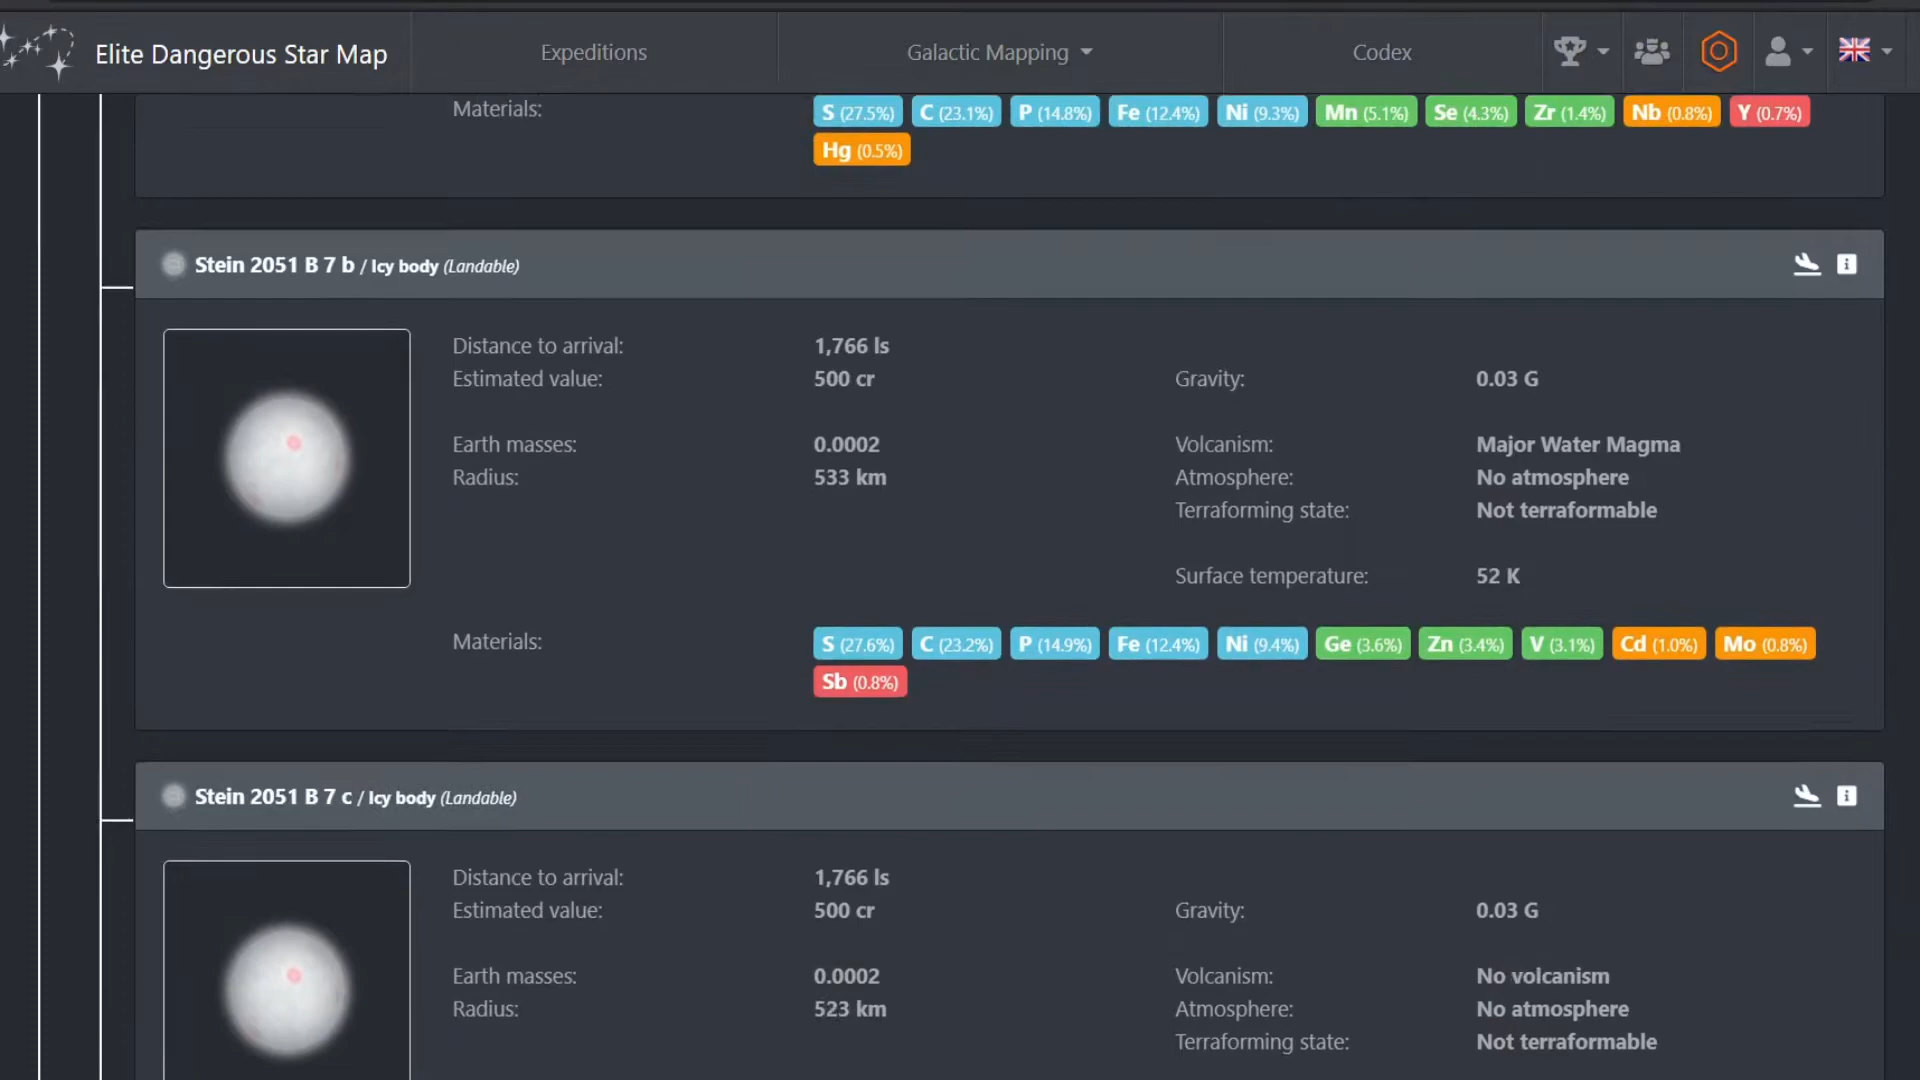 Elite Dangerous Star Map Expeditions Galactic Mapping Codex
Materials: S (27.5%) C (23.1%) P (14.8%) Fe (12.4%) Ni (9.3%) Mn (5.1%) Se (4.3%) Zr (1.4%) Nb (0.8%) Y (0.7%)
Hg (0.5%)
Stein 2051 B 7 b / Icy body (Landable)
Distance to arrival: 1,766 ls
Estimated value: 500 cr Gravity: 0.03 G
Earth masses: 0.0002 Volcanism: Major Water Magma
Radius: 533 km Atmosphere: No atmosphere
Terraforming state: Not terraformable
Surface temperature: 52 K
Materials: S (27.6%) C (23.2%) P (14.9%) Fe (12.4%) Ni (9.4%) Ge (3.6%) Zn (3.4%) V (3.1%) Cd (1.0%) Mo (0.8%)
Sb (0.8%)
Stein 2051 B 7 c / Icy body (Landable)
Distance to arrival: 1,766 ls
Estimated value: 500 cr Gravity: 0.03 G
Earth masses: 0.0002 Volcanism: No volcanism
Radius: 523 km Atmosphere: No atmosphere
Terraforming state: Not terraformable